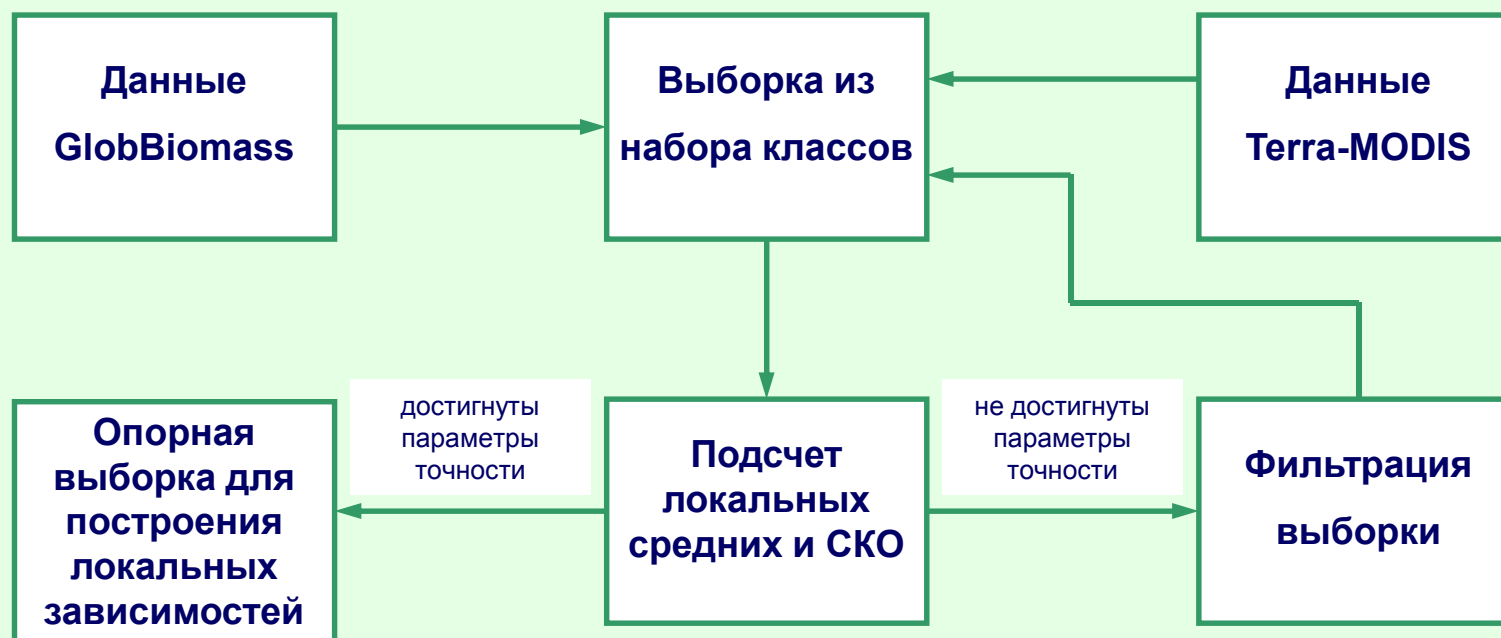 Данные
GlobBiomass
Выборка из
набора классов
Данные
Terra-MODIS
Опорная
выборка для
построения
локальных
зависимостей
достигнуты
параметры
точности
Подсчет
локальных
средних и СКО
не достигнуты
параметры
точности
Фильтрация
выборки